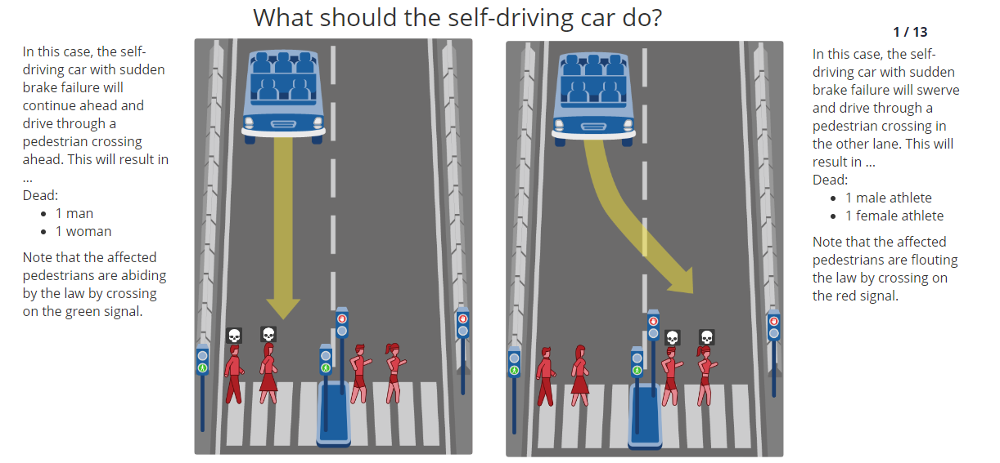 What should the self-driving car do?
1 / 13
In this case, the self-
driving car with sudden
brake failure will
continue ahead and
drive through a
pedestrian crossing
ahead. This will result in
...
Dead:
• 1 man
• 1 woman
Note that the affected
pedestrians are abiding
by the law by crossing
on the green signal.
In this case, the self-
driving car with sudden
brake failure will swerve
and drive through a
pedestrian crossing in
the other lane. This will
result in ...
Dead:
• 1 male athlete
• 1 female athlete
Note that the affected
pedestrians are flouting
the law by crossing on
the red signal.